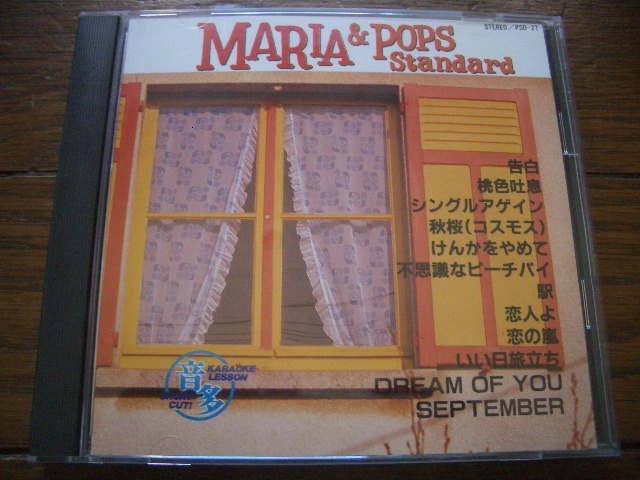 STEREO/PSD-27
MARIA & POPS
Standard
告白
桃色吐息
シングルアゲイン
秋桜(コスモス)
けんかをやめて
不思議なピーチパイ
駅
恋人よ
恋の嵐
いい日旅立ち
DREAM OF YOU
SEPTEMBER
KARAOKE
LESSON
音多
CUT!